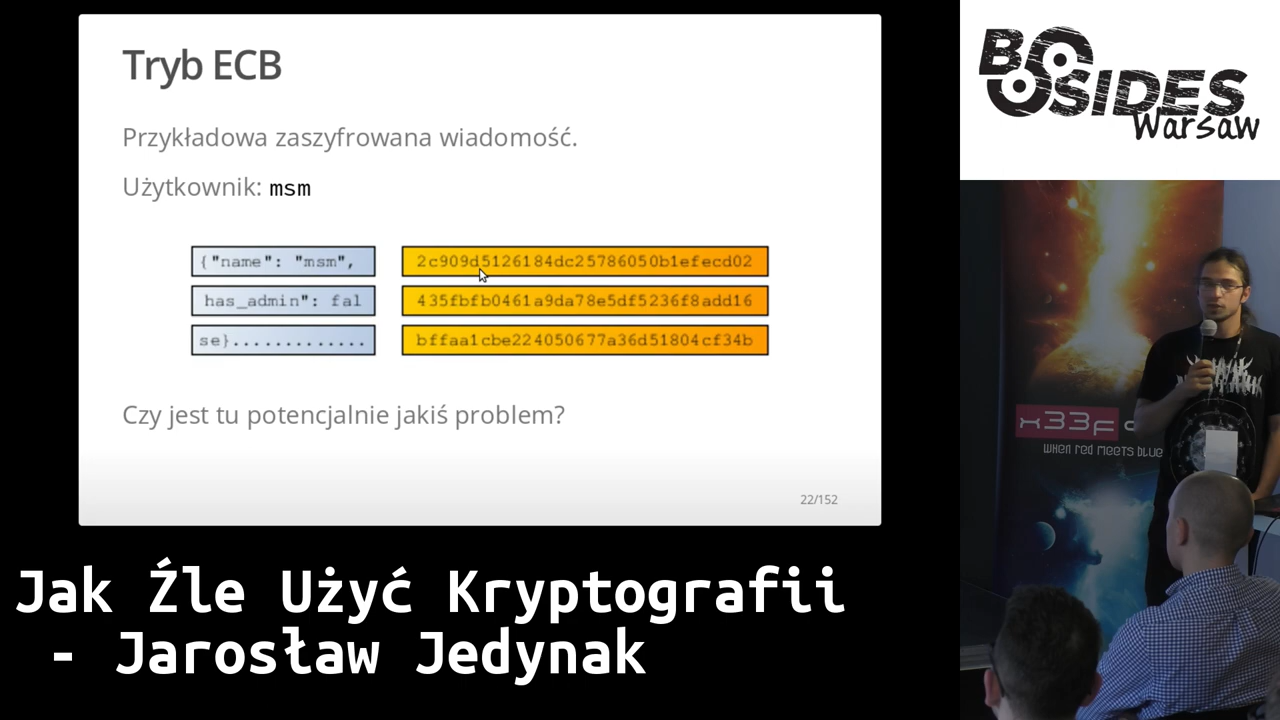 Tryb ECB
Przykładowa zaszyfrowana wiadomość.
Użytkownik: msm
{"name": "msm", 2c909d5126184dc25786050b1efecd02
has_admin": fal 435fbfb0461a9da78e5df5236f8add16
se}............. bffaa1cbe224050677a36d51804cf34b
Czy jest tu potencjalnie jakiś problem?
22/152
Jak Źle Użyć Kryptografii
- Jarosław Jedynak
BSIDES
Warsaw
x33f
WHEN RED MEETS BLUE